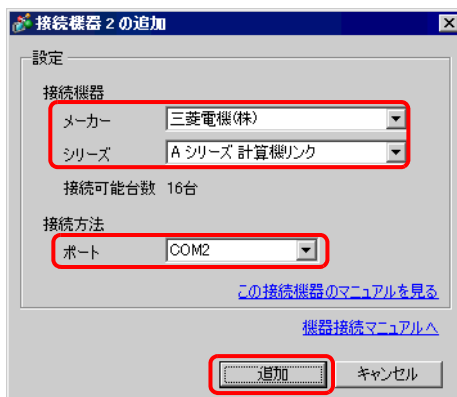 接続機器 2 の追加
設定
接続機器
メーカー 三菱電機(株)
シリーズ A シリーズ 計算機リンク
接続可能台数 16台
接続方法
ポート COM2
この接続機器のマニュアルを見る
機器接続マニュアルへ
追加 キャンセル